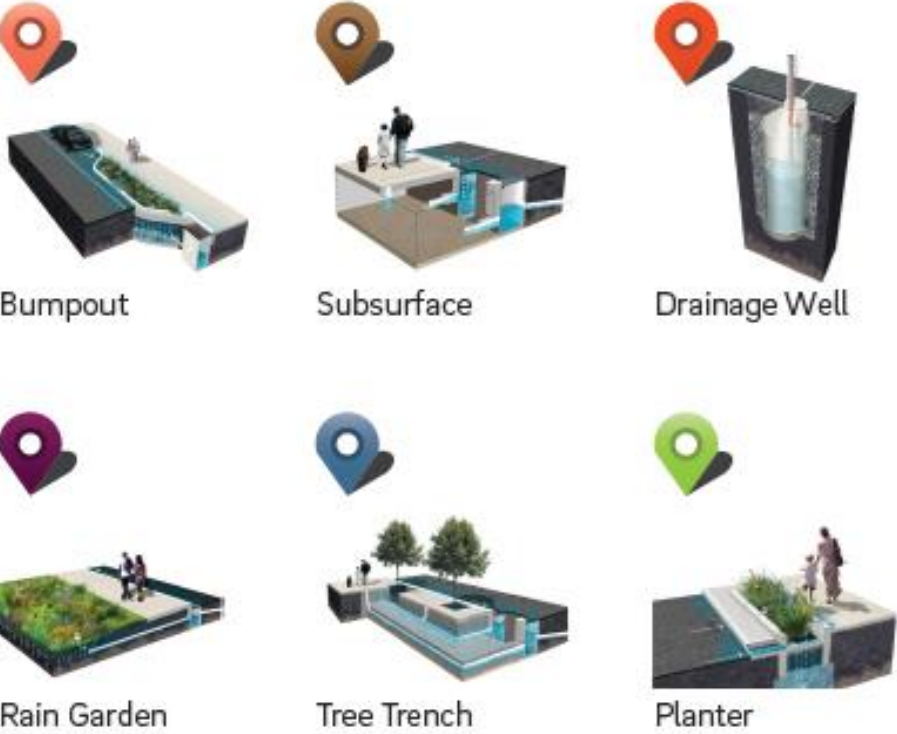 Bumpout
Subsurface
Drainage Well
Rain Garden
Tree Trench
Planter